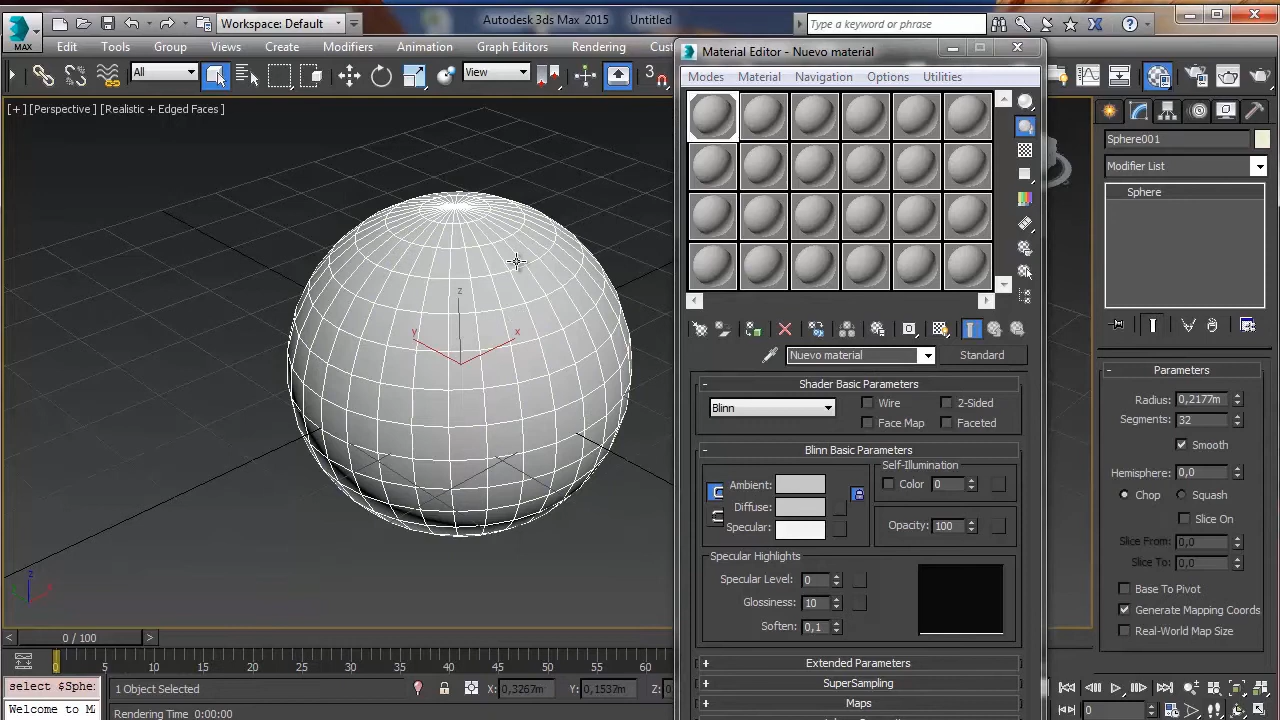 Workspace: Default
Autodesk 3ds Max 2015 Untitled
Type a keyword or phrase
MAX
Edit Tools Group Views Create Modifiers Animation Graph Editors Rendering Cust
Material Editor - Nuevo material
Modes Material Navigation Options Utilities
All
View
3
[+] [Perspective] [Realistic + Edged Faces]
Sphere001
Modifier List
Sphere
z
y
x
Nuevo material
Standard
- Shader Basic Parameters
Blinn
Wire
2-Sided
Face Map
Faceted
- Blinn Basic Parameters
Ambient:
Diffuse:
Specular:
Self-Illumination
Color 0
Opacity: 100
Specular Highlights
Specular Level: 0
Glossiness: 10
Soften: 0,1
+ Extended Parameters
+ SuperSampling
+ Maps
- Parameters
Radius: 0,2177m
Segments: 32
Smooth
Hemisphere: 0,0
Chop Squash
Slice On
Slice From: 0,0
Slice To: 0,0
Base To Pivot
Generate Mapping Coords
Real-World Map Size
z
x
< 0 / 100 >
0 5 10 15 20 25 30 35 40 45 50 55 60
select $Sphe
Welcome to MA
1 Object Selected
X: 0,3267m Y: 0,1537m Z:
Rendering Time 0:00:00
0